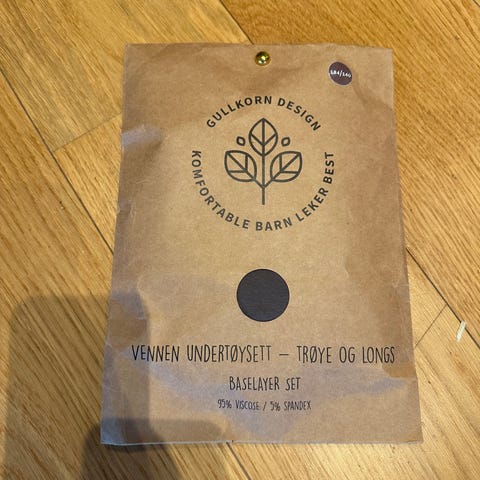 GULLKORN DESIGN
KOMFORTABLE BARN LEKER BEST
VENNEN UNDERTØYSETT – TRØYE OG LONGS
BASELAYER SET
95% VISCOSE / 5% SPANDEX